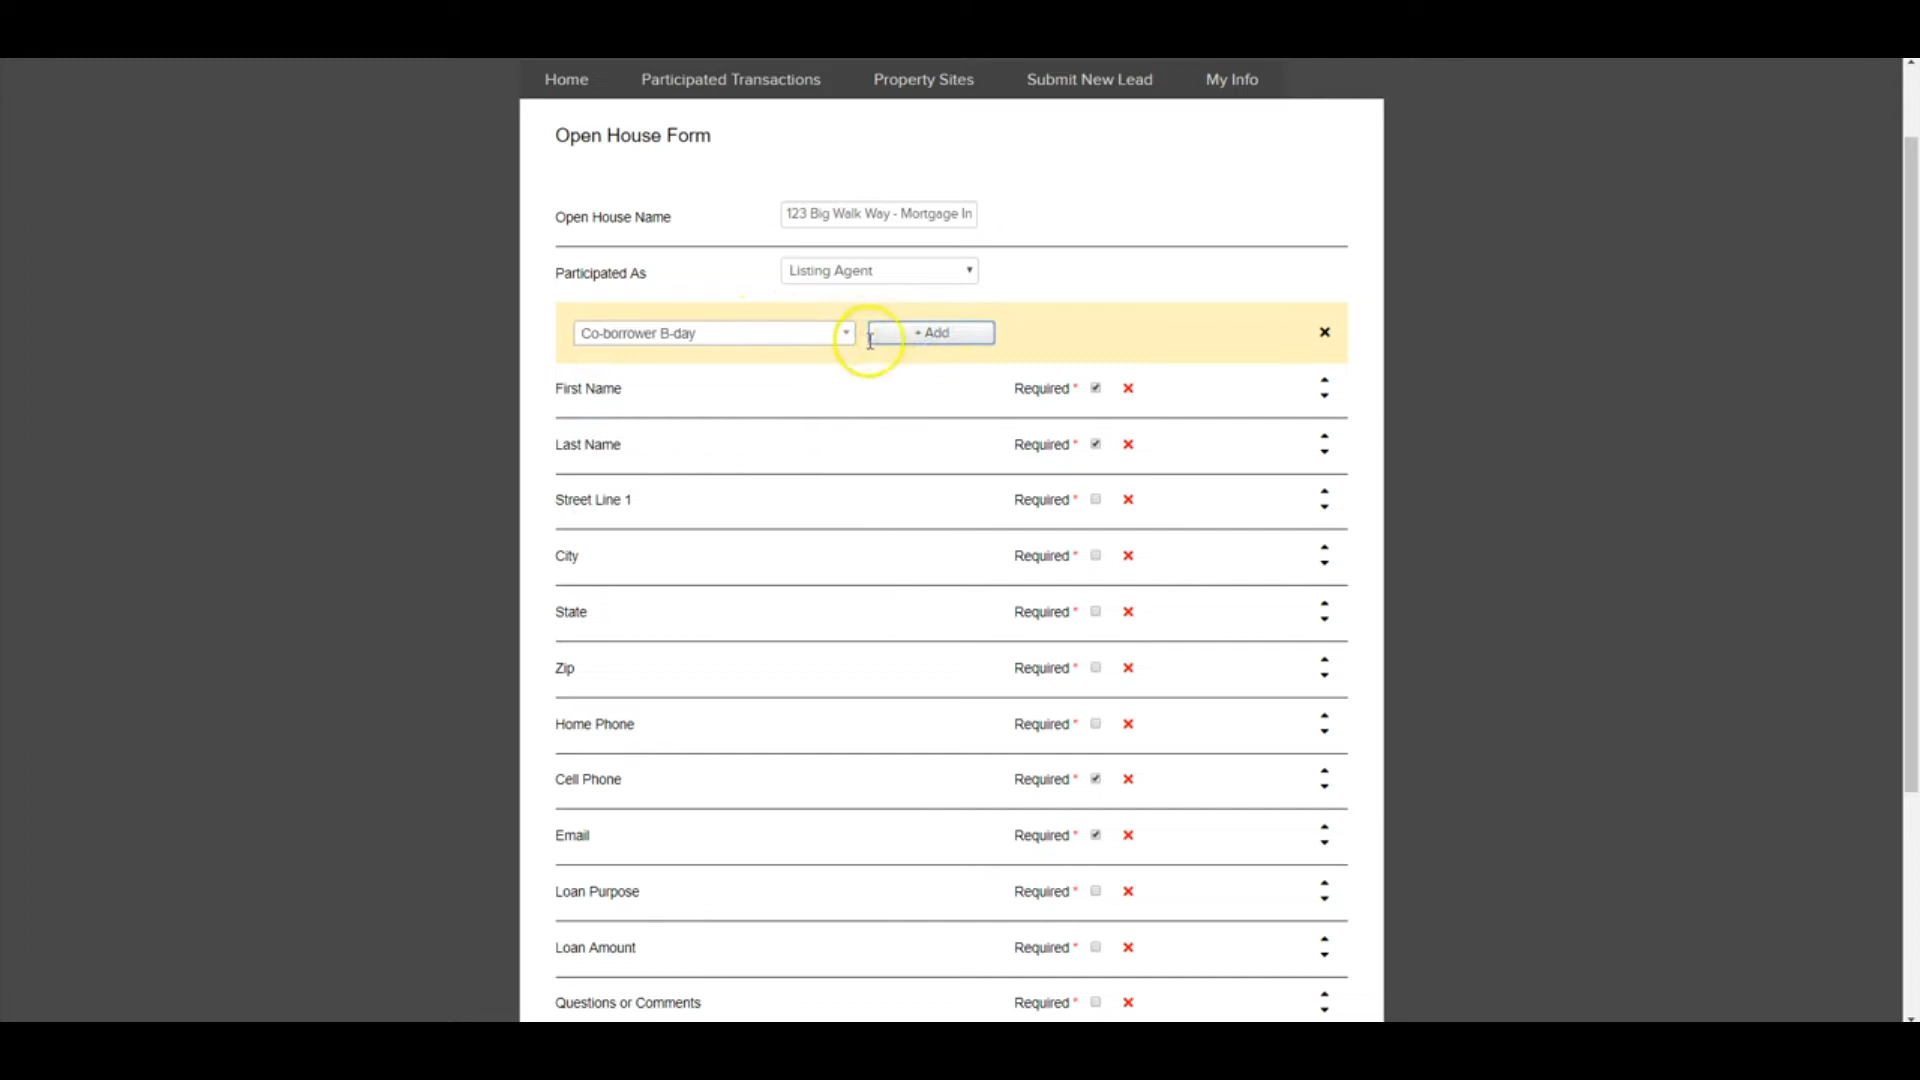 Home Participated Transactions Property Sites Submit New Lead My Info
Open House Form
Open House Name 123 Big Walk Way - Mortgage In
Participated As Listing Agent
Co-borrower B-day + Add
First Name Required *
Last Name Required *
Street Line 1 Required *
City Required *
State Required *
Zip Required *
Home Phone Required *
Cell Phone Required *
Email Required *
Loan Purpose Required *
Loan Amount Required *
Questions or Comments Required *